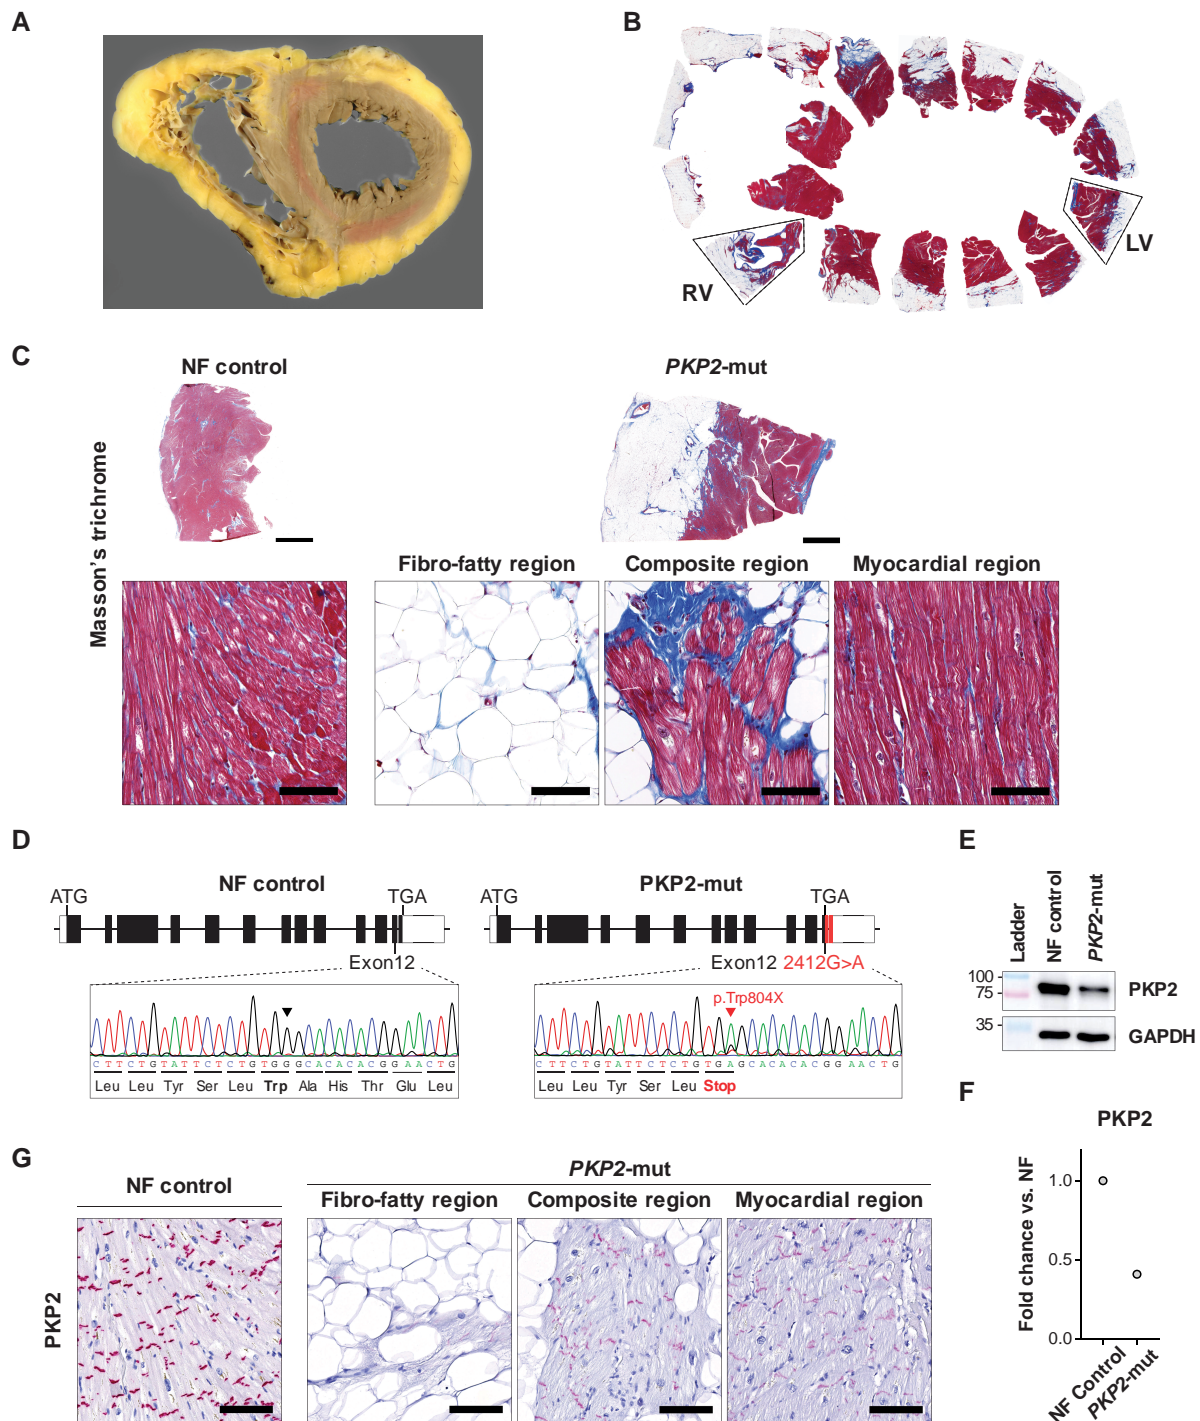 A
B
RV
LV
C
NF control
PKP2-mut
Masson's trichrome
Fibro-fatty region
Composite region
Myocardial region
D
NF control
PKP2-mut
ATG
TGA
ATG
TGA
Exon12
Exon12 2412G>A
p.Trp804X
CTTCTGTATTCTCTGTGGGCACACACGGAACTG
Leu Leu Tyr Ser Leu Trp Ala His Thr Glu Leu
CTTCTGTATTCTCTGTGAGCACACACGGAACTG
Leu Leu Tyr Ser Leu Stop
E
Ladder
NF control
PKP2-mut
100
75
PKP2
35
GAPDH
F
PKP2
Fold chance vs. NF
1.0
0.5
0.0
NF Control
PKP2-mut
G
NF control
PKP2-mut
Fibro-fatty region
Composite region
Myocardial region
PKP2